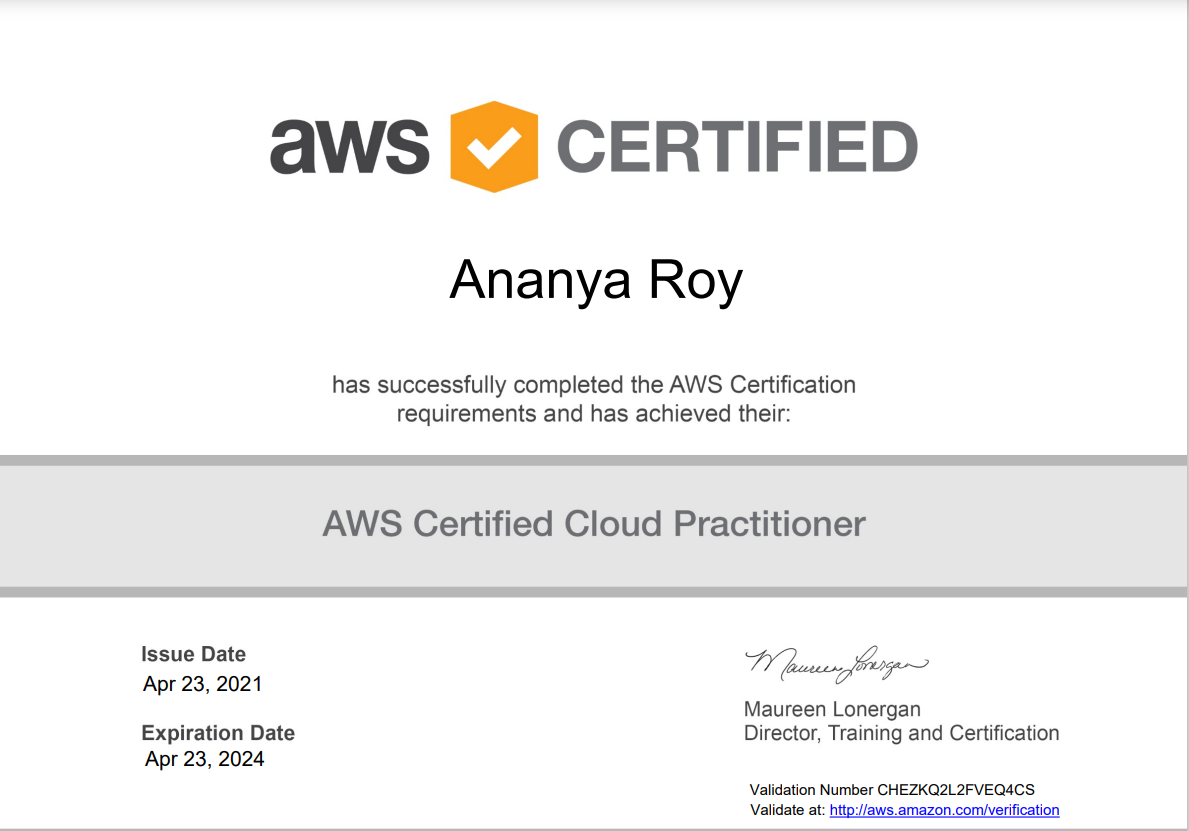 aws CERTIFIED
Ananya Roy
has successfully completed the AWS Certification
requirements and has achieved their:
AWS Certified Cloud Practitioner
Issue Date
Apr 23, 2021
Expiration Date
Apr 23, 2024
Maureen Lonergan
Maureen Lonergan
Director, Training and Certification
Validation Number CHEZKQ2L2FVEQ4CS
Validate at: http://aws.amazon.com/verification